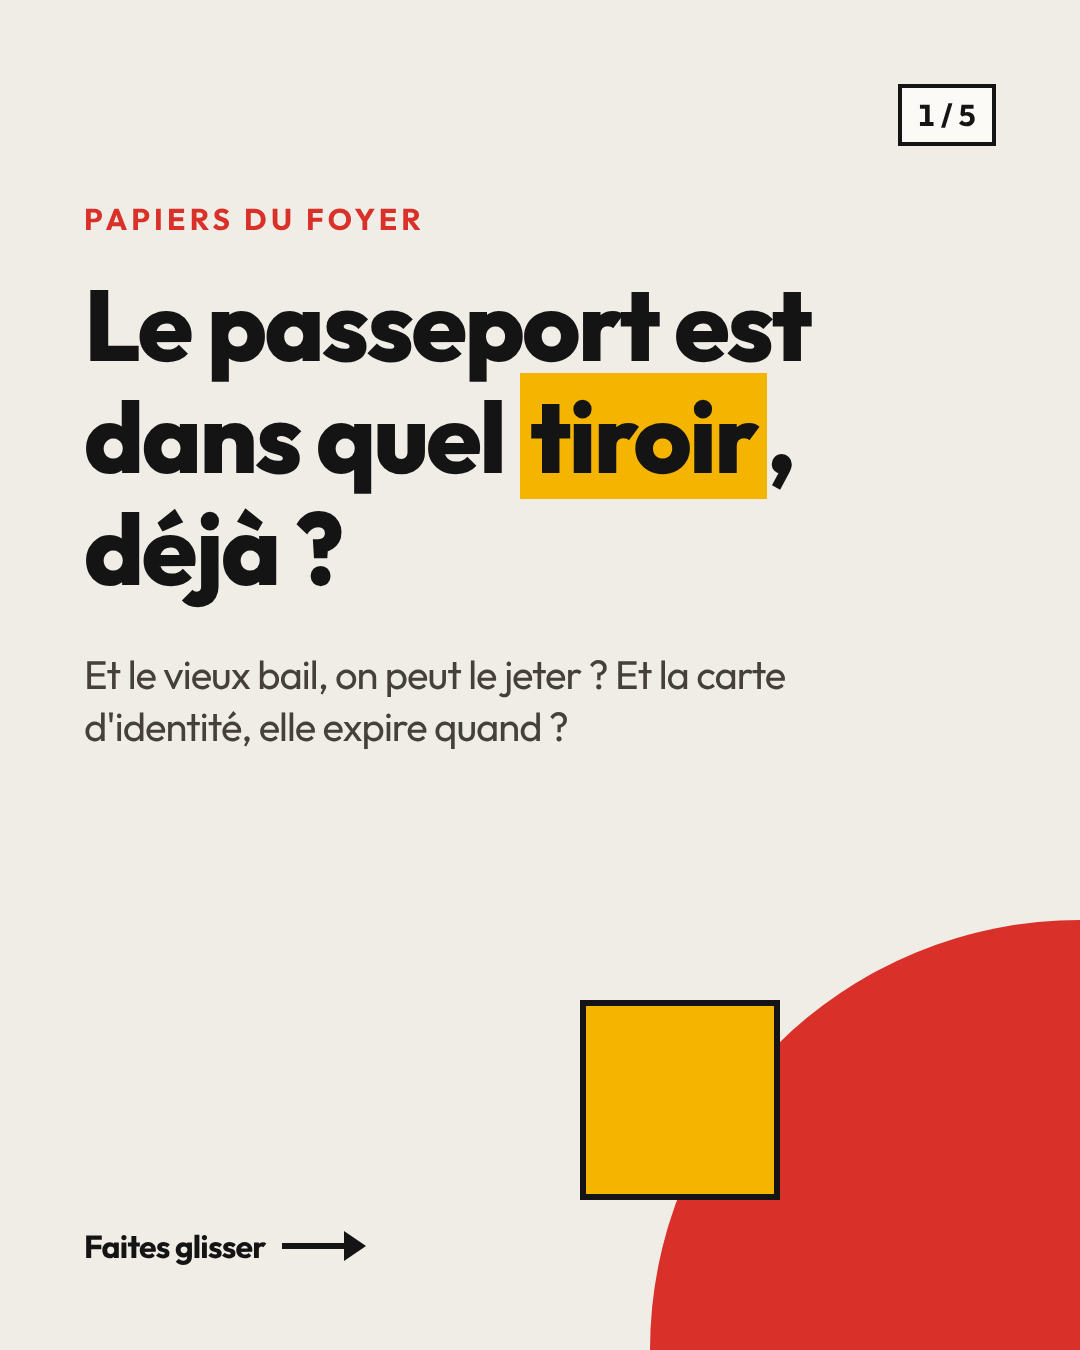 1/5
PAPIERS DU FOYER
Le passeport est
dans quel tiroir,
déjà ?
Et le vieux bail, on peut le jeter ? Et la carte
d'identité, elle expire quand ?
Faites glisser